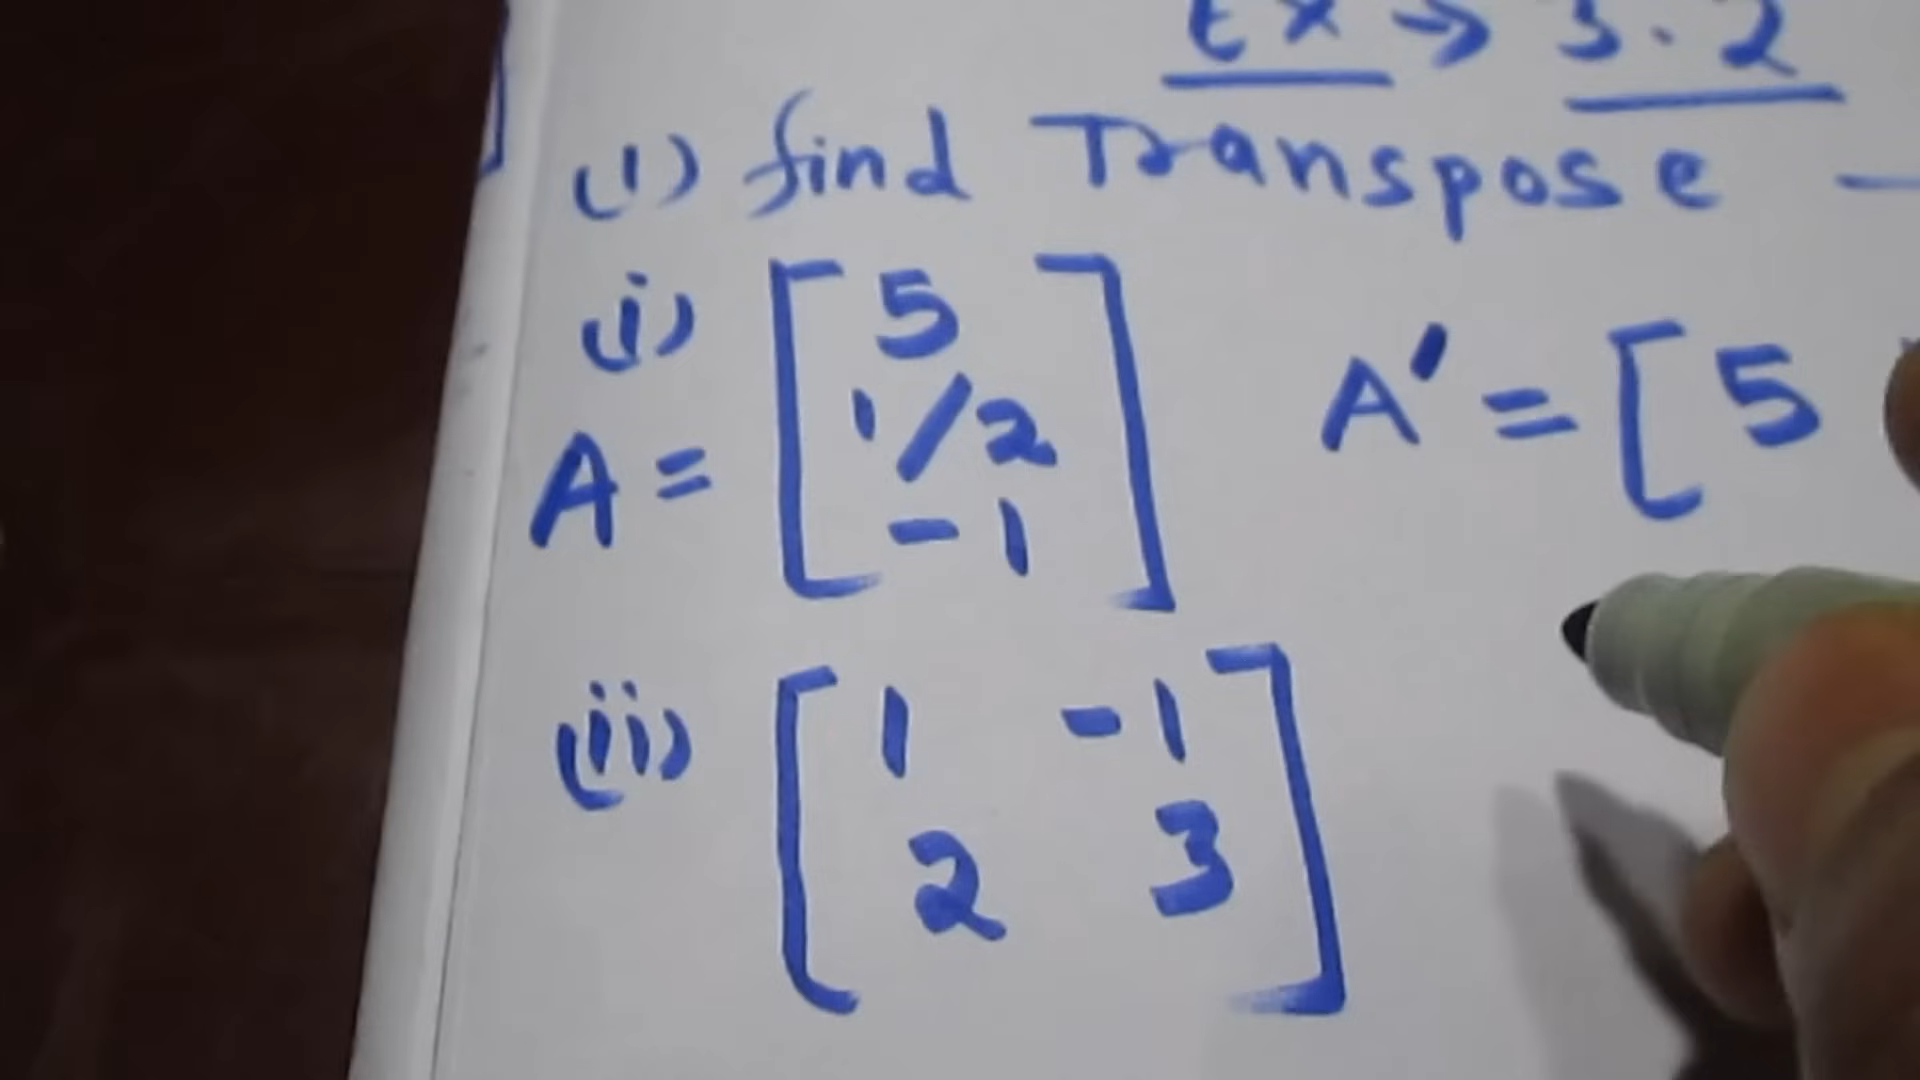 Ex → 3.2
(1) find Transpose —
(i)
A = [ 5
1/2
-1 ]
A' = [ 5
(ii) [ 1 -1
2 3 ]